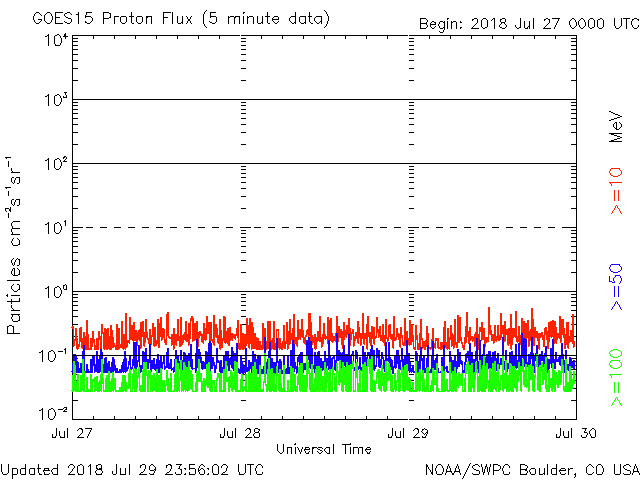 GOES15 Proton Flux (5 minute data)
Begin: 2018 Jul 27 0000 UTC
10⁴
10³
10²
10¹
10⁰
10⁻¹
10⁻²
Particles cm⁻²s⁻¹sr⁻¹
MeV
>=10
>=50
>=100
Jul 27
Jul 28
Jul 29
Jul 30
Universal Time
Updated 2018 Jul 29 23:56:02 UTC
NOAA/SWPC Boulder, CO USA